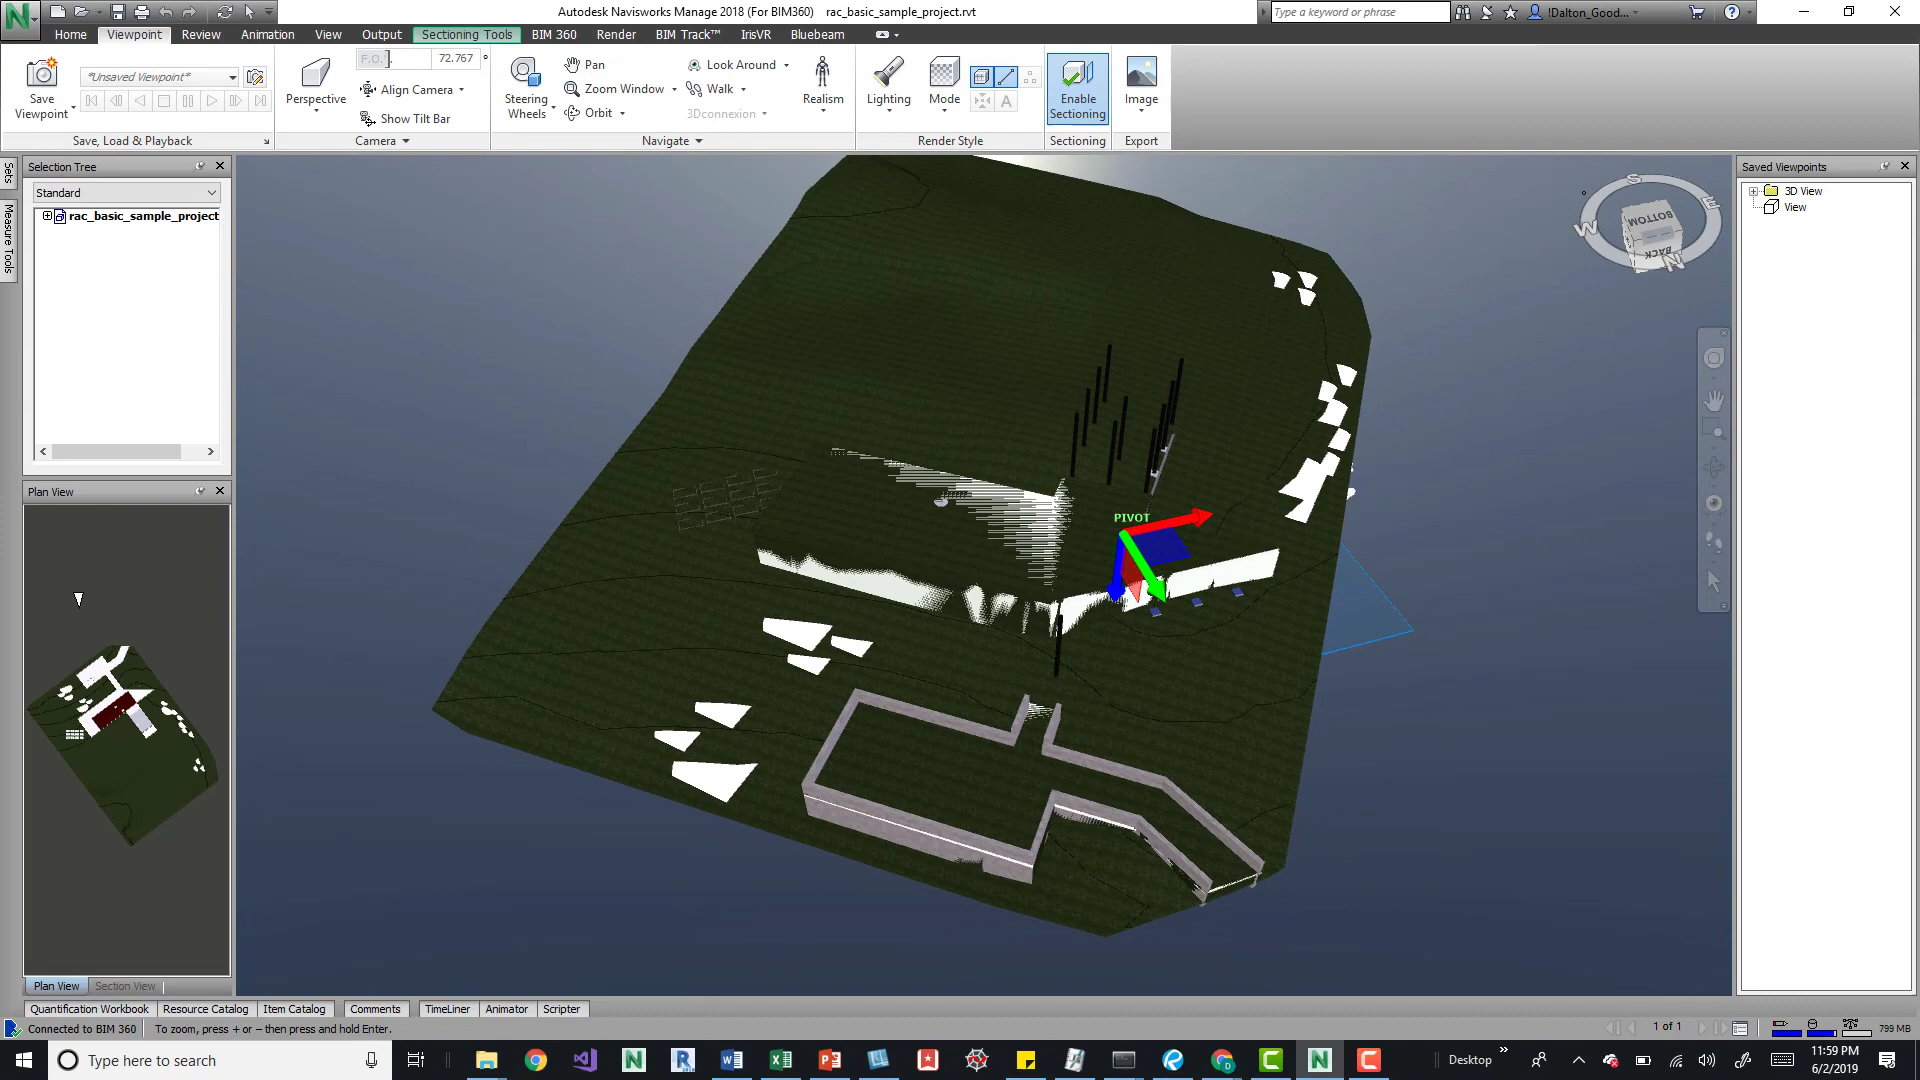 Autodesk Navisworks Manage 2018 (For BIM360) rac_basic_sample_project.rvt
Type a keyword or phrase
!Dalton_Good...
Home Viewpoint Review Animation View Output Sectioning Tools BIM 360 Render BIM Track™ IrisVR Bluebeam
Save
Viewpoint
*Unsaved Viewpoint*
Save, Load & Playback
Perspective
F.O.V.
72.767 °
Align Camera
Show Tilt Bar
Camera
Steering
Wheels
Pan
Zoom Window
Orbit
Look Around
Walk
3Dconnexion
Realism
Navigate
Lighting
Mode
A
Render Style
Enable
Sectioning
Sectioning
Image
Export
Sets
Measure Tools
Selection Tree
Standard
rac_basic_sample_project
Plan View
Plan View Section View
PIVOT
S
E
W
N
BOTTOM
BACK
Saved Viewpoints
3D View
View
Quantification Workbook Resource Catalog Item Catalog Comments TimeLiner Animator Scripter
Connected to BIM 360 To zoom, press + or – then press and hold Enter.
1 of 1
799 MB
Type here to search
Desktop
11:59 PM
6/2/2019